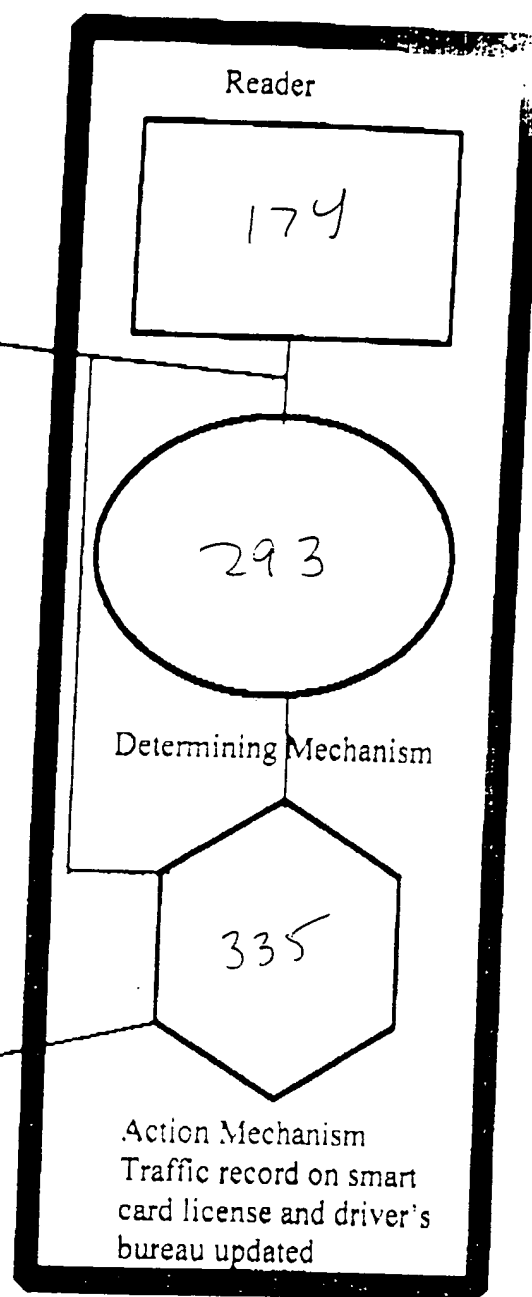 Reader
174
293
Determining Mechanism
335
Action Mechanism
Traffic record on smart
card license and driver's
bureau updated